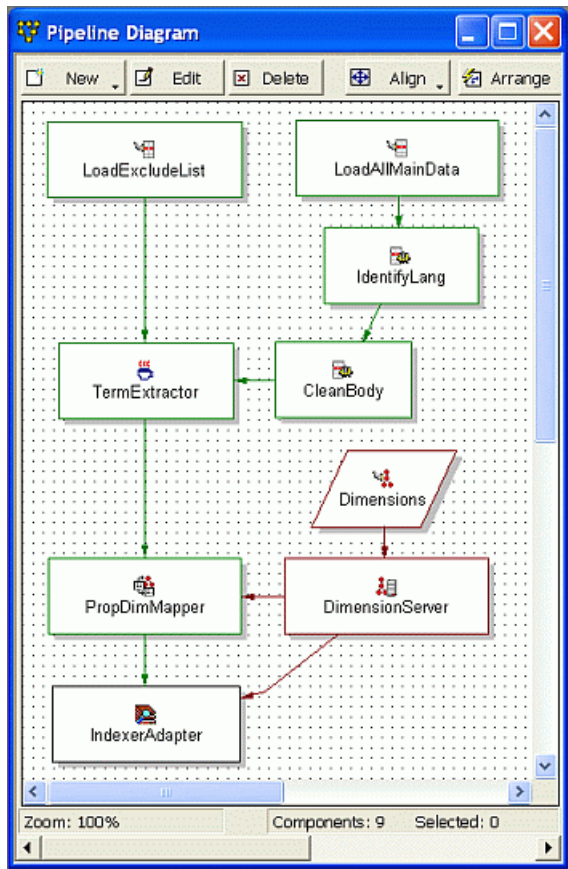 Pipeline Diagram
New Edit Delete Align Arrange
LoadExcludeList
LoadAllMainData
IdentifyLang
TermExtractor
CleanBody
Dimensions
PropDimMapper
DimensionServer
IndexerAdapter
Zoom: 100% Components: 9 Selected: 0